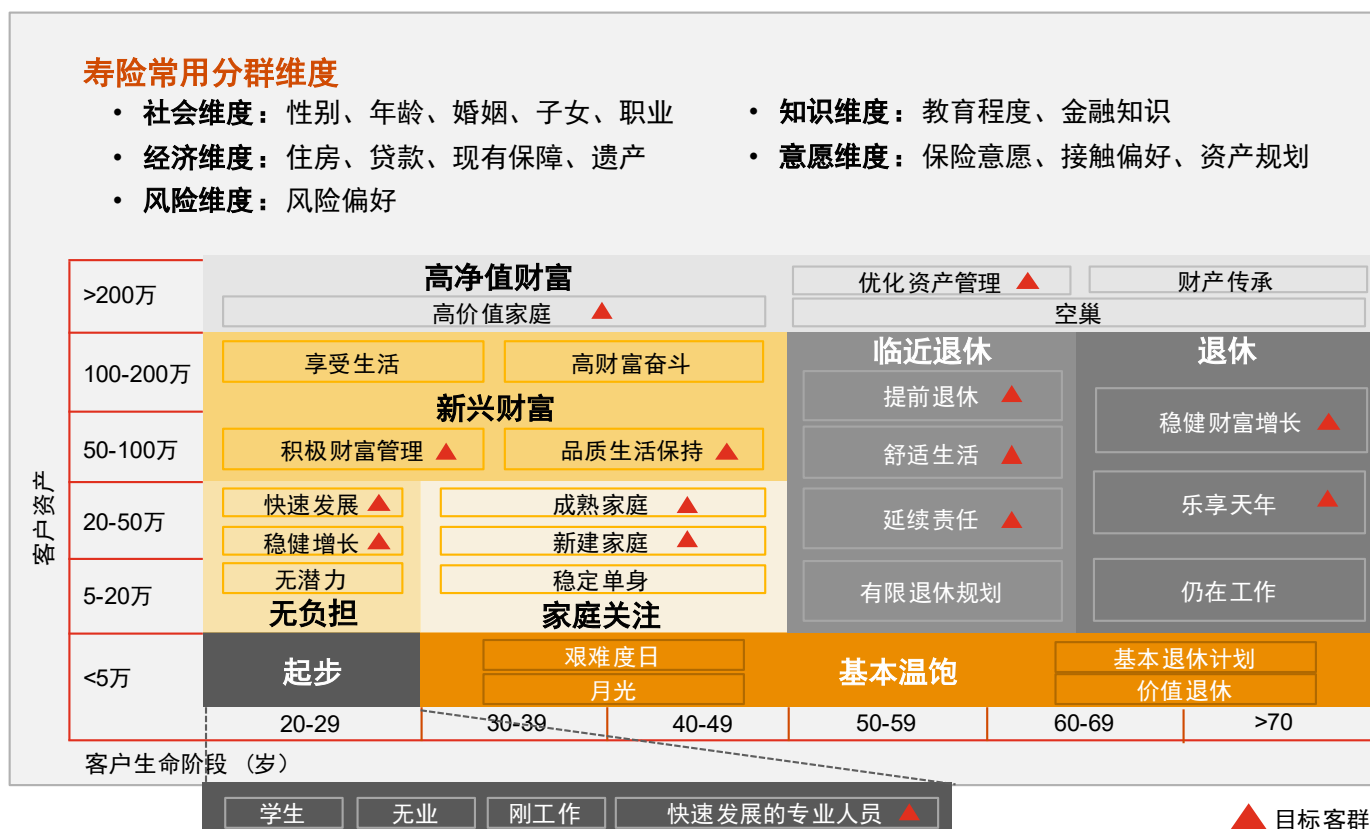 寿险常用分群维度
• 社会维度：性别、年龄、婚姻、子女、职业
• 经济维度：住房、贷款、现有保障、遗产
• 风险维度：风险偏好
• 知识维度：教育程度、金融知识
• 意愿维度：保险意愿、接触偏好、资产规划
客户资产
>200万
高净值财富
高价值家庭
优化资产管理
财产传承
空巢
100-200万
享受生活
高财富奋斗
新兴财富
50-100万
积极财富管理
品质生活保持
临近退休
提前退休
舒适生活
延续责任
有限退休规划
退休
稳健财富增长
乐享天年
仍在工作
20-50万
快速发展
稳健增长
成熟家庭
新建家庭
5-20万
无潜力
无负担
稳定单身
家庭关注
<5万
起步
艰难度日
月光
基本温饱
基本退休计划
价值退休
20-29
30-39
40-49
50-59
60-69
>70
客户生命阶段（岁）
学生
无业
刚工作
快速发展的专业人员
目标客群